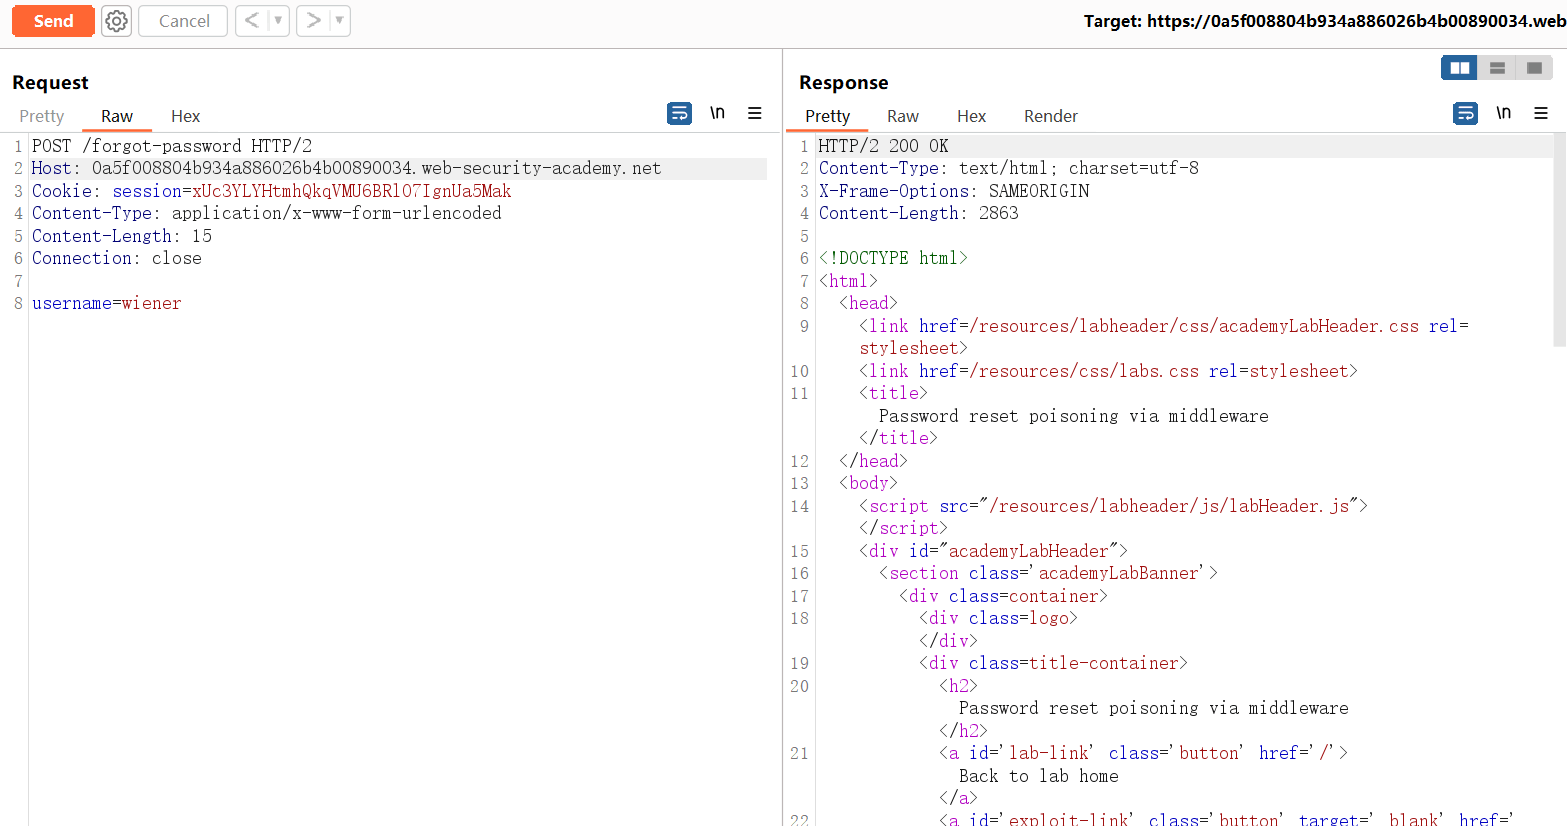 Send
Cancel
Target: https://0a5f008804b934a886026b4b00890034.web
Request
Pretty Raw Hex \n
1 POST /forgot-password HTTP/2
2 Host: 0a5f008804b934a886026b4b00890034.web-security-academy.net
3 Cookie: session=xUc3YLYHtmhQkqVMU6BRlO7IgnUa5Mak
4 Content-Type: application/x-www-form-urlencoded
5 Content-Length: 15
6 Connection: close
7
8 username=wiener
Response
Pretty Raw Hex Render \n
1 HTTP/2 200 OK
2 Content-Type: text/html; charset=utf-8
3 X-Frame-Options: SAMEORIGIN
4 Content-Length: 2863
5
6 <!DOCTYPE html>
7 <html>
8 <head>
9 <link href=/resources/labheader/css/academyLabHeader.css rel=
stylesheet>
10 <link href=/resources/css/labs.css rel=stylesheet>
11 <title>
Password reset poisoning via middleware
</title>
12 </head>
13 <body>
14 <script src="/resources/labheader/js/labHeader.js">
</script>
15 <div id="academyLabHeader">
16 <section class='academyLabBanner'>
17 <div class=container>
18 <div class=logo>
</div>
19 <div class=title-container>
20 <h2>
Password reset poisoning via middleware
</h2>
21 <a id='lab-link' class='button' href='/'>
Back to lab home
</a>
22 <a id='exploit-link' class='button' target='_blank' href='